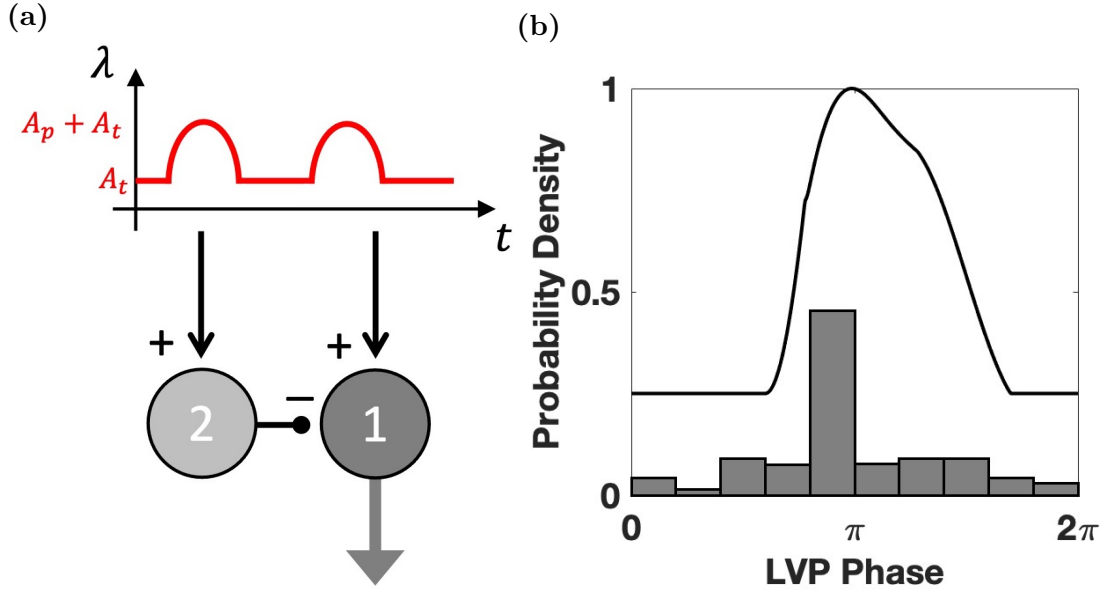 (a)
λ
A_p + A_t
A_t
t
+
+
−
2
1
(b)
Probability Density
1
0.5
0
0
π
2π
LVP Phase